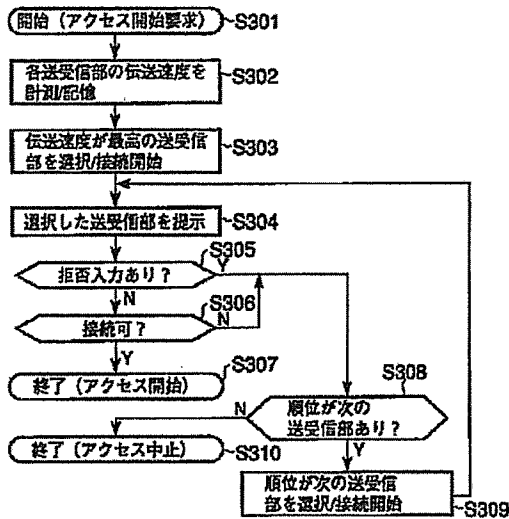 開始（アクセス開始要求）
S301
各送受信部の伝送速度を
計測/記憶
S302
伝送速度が最高の送受信
部を選択/接続開始
S303
選択した送受信部を提示
S304
S305
拒否入力あり？
Y
N
S306
接続可？
N
Y
S307
終了（アクセス開始）
S308
順位が次の
送受信部あり？
N
Y
終了（アクセス中止）
S310
順位が次の送受信
部を選択/接続開始
S309